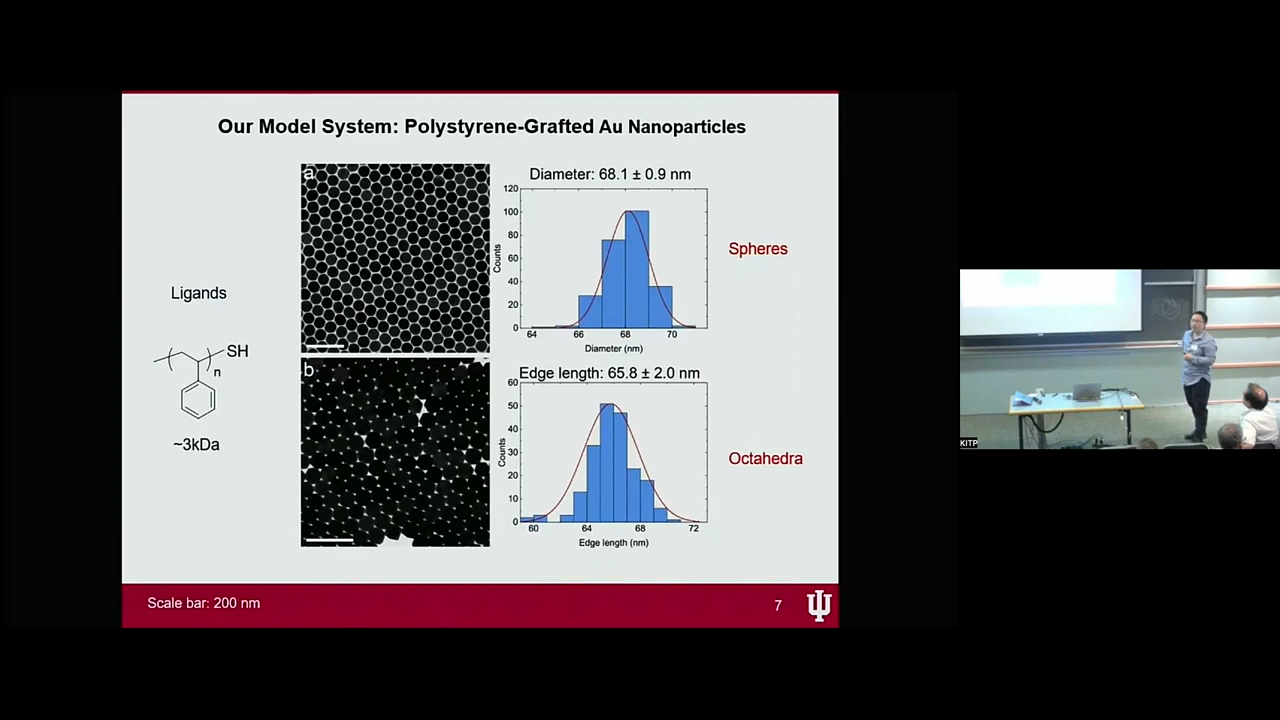 Our Model System: Polystyrene-Grafted Au Nanoparticles
Ligands
SH
n
~3kDa
a
Diameter: 68.1 ± 0.9 nm
120
100
80
60
40
20
0
Counts
64 66 68 70
Diameter (nm)
Spheres
b
Edge length: 65.8 ± 2.0 nm
60
50
40
30
20
10
0
Counts
60 64 68 72
Edge length (nm)
Octahedra
Scale bar: 200 nm
7
KITP